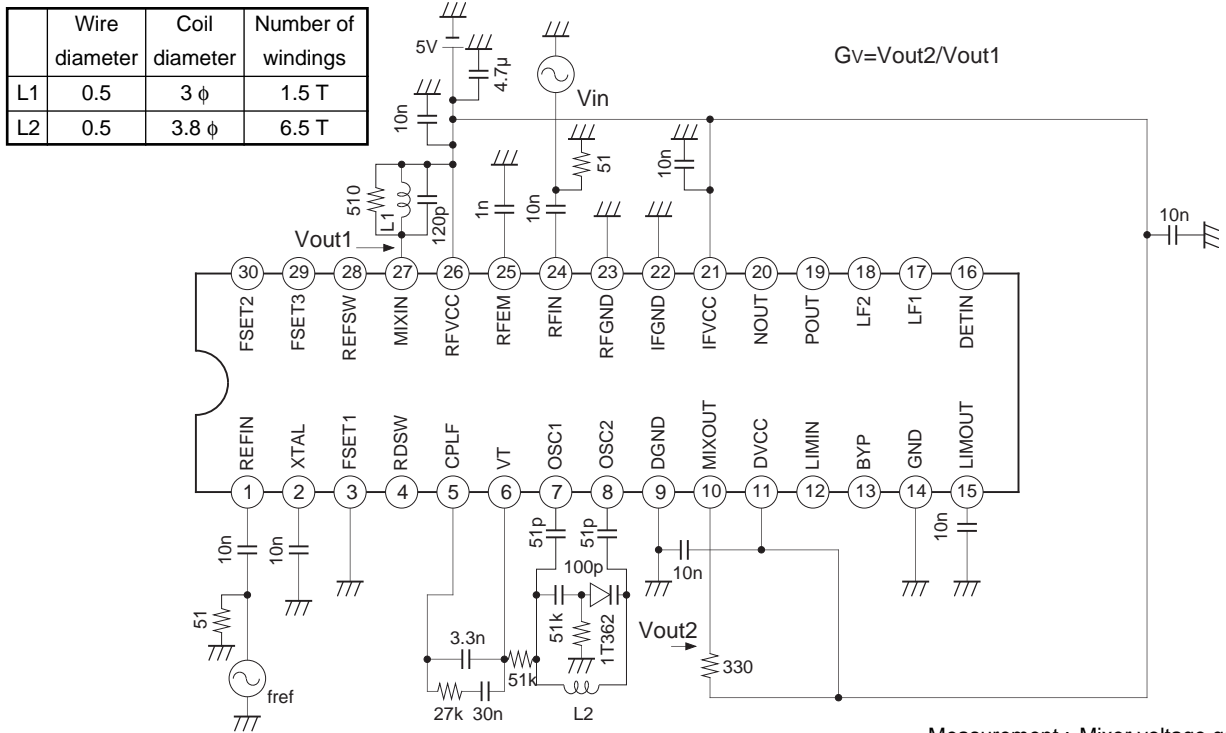 Wire diameter Coil diameter Number of windings
L1 0.5 3 ϕ 1.5 T
L2 0.5 3.8 ϕ 6.5 T
5V
4.7µ
Vin
GV=Vout2/Vout1
10n
51
10n
510
L1
120p
1n
10n
10n
Vout1
30 29 28 27 26 25 24 23 22 21 20 19 18 17 16
FSET2 FSET3 REFSW MIXIN RFVCC RFEM RFIN RFGND IFGND IFVCC NOUT POUT LF2 LF1 DETIN
REFIN XTAL FSET1 RDSW CPLF VT OSC1 OSC2 DGND MIXOUT DVCC LIMIN BYP GND LIMOUT
1 2 3 4 5 6 7 8 9 10 11 12 13 14 15
10n
10n
51p
51p
10n
10n
100p
51
51k
1T362
Vout2
3.3n
51k
330
fref
27k 30n
L2
Measurement : Mixer voltage